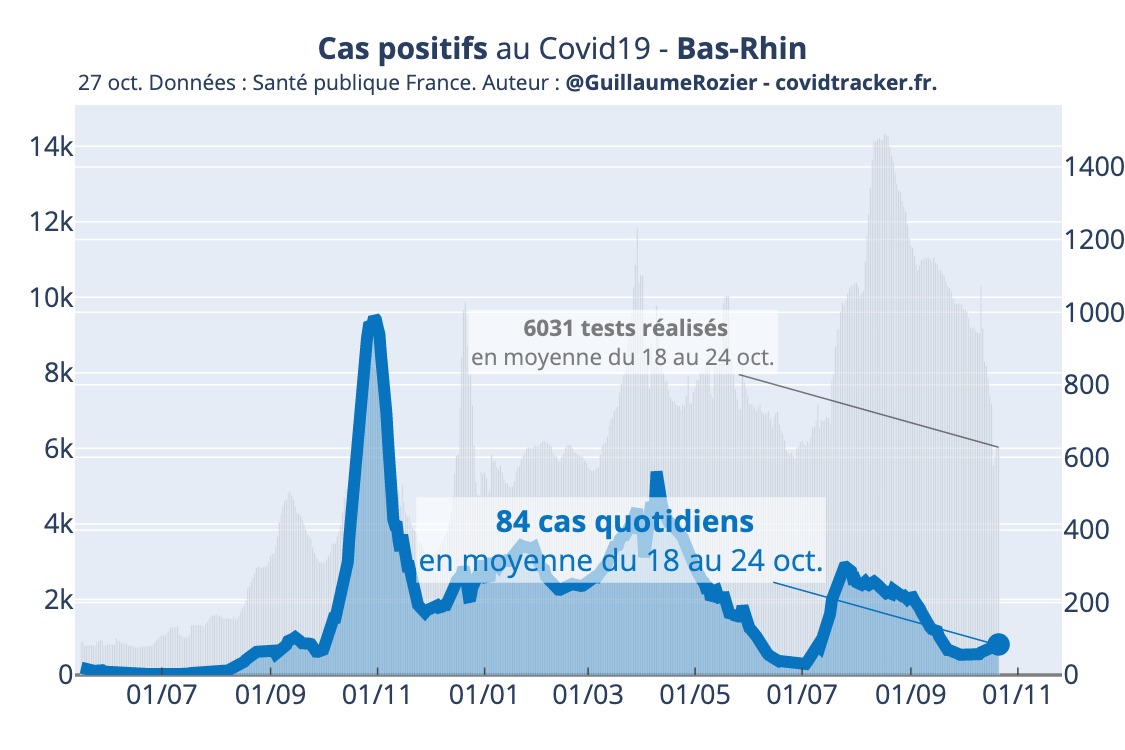 Cas positifs au Covid19 - Bas-Rhin
27 oct. Données : Santé publique France. Auteur : @GuillaumeRozier - covidtracker.fr.
14k
12k
10k
8k
6k
4k
2k
0
1400
1200
1000
800
600
400
200
0
6031 tests réalisés
en moyenne du 18 au 24 oct.
84 cas quotidiens
en moyenne du 18 au 24 oct.
01/07 01/09 01/11 01/01 01/03 01/05 01/07 01/09 01/11